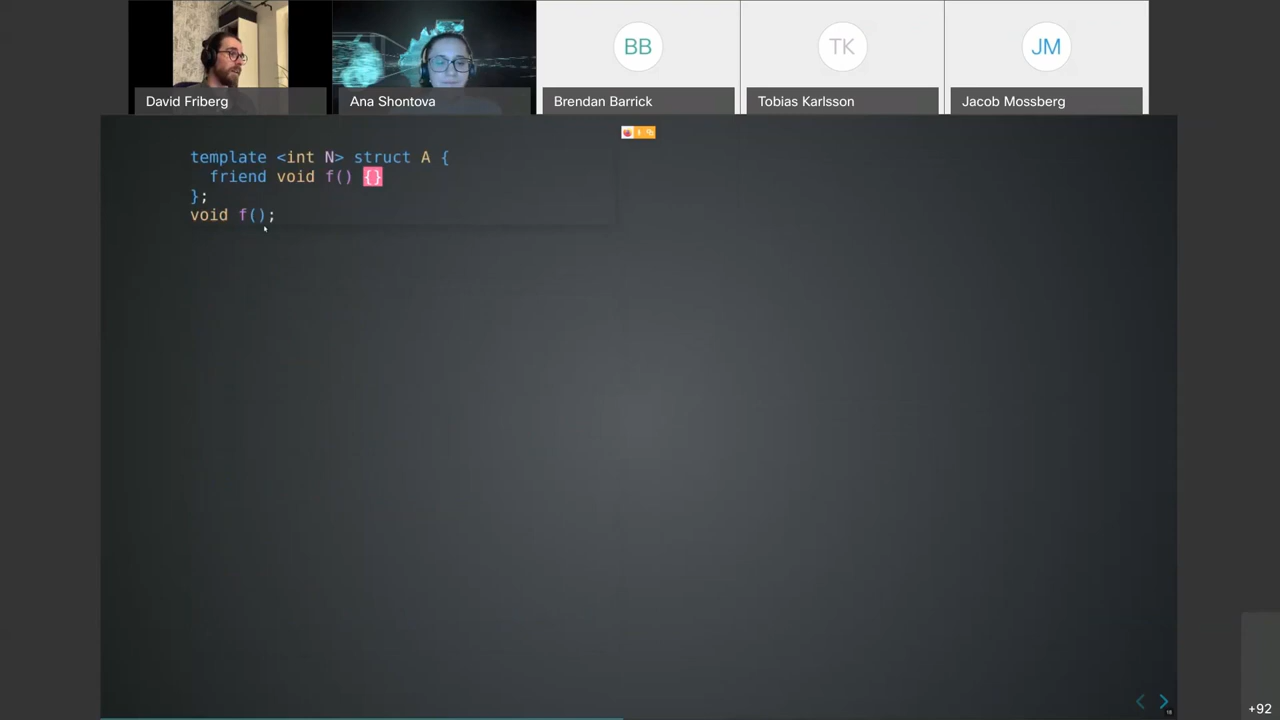 BB
TK
JM
David Friberg
Ana Shontova
Brendan Barrick
Tobias Karlsson
Jacob Mossberg
template <int N> struct A {
  friend void f() {}
};
void f();
+92